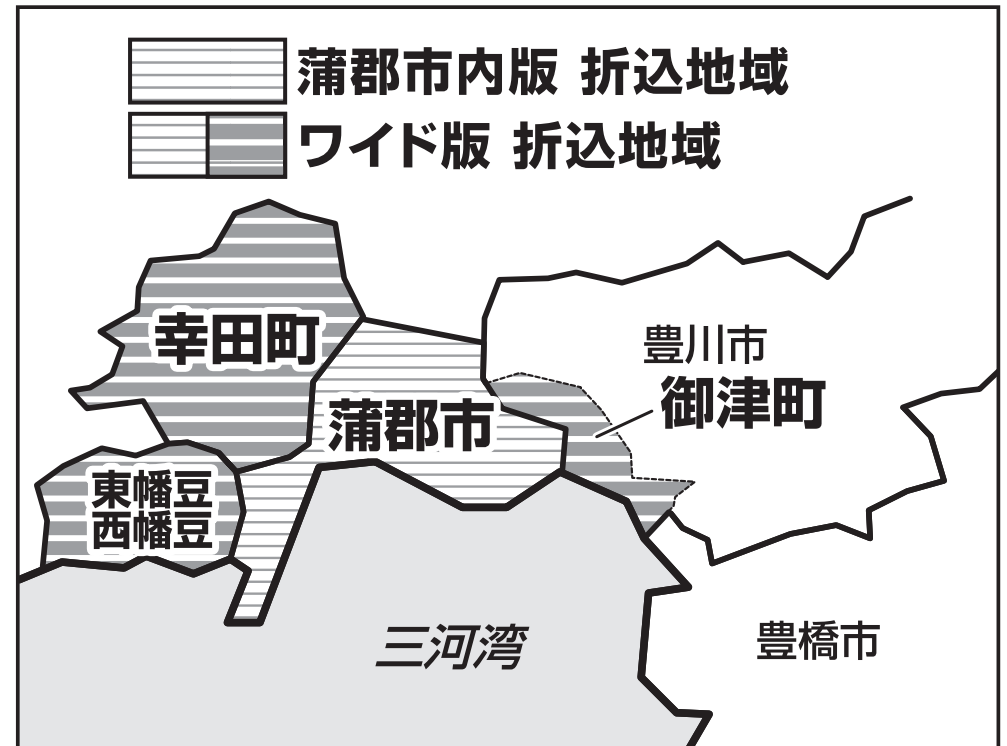 蒲郡市内版 折込地域
ワイド版 折込地域
幸田町
豊川市
御津町
蒲郡市
東幡豆
西幡豆
三河湾
豊橋市